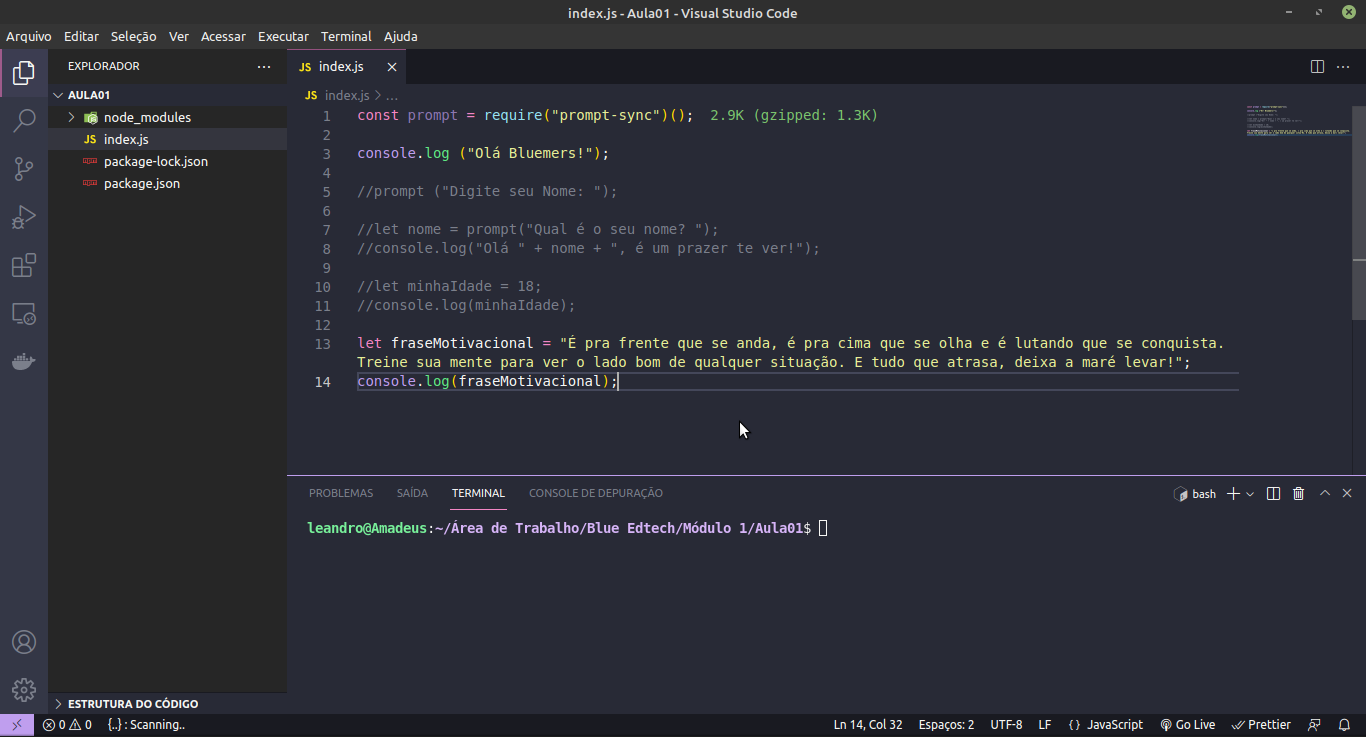 index.js - Aula01 - Visual Studio Code
Arquivo Editar Seleção Ver Acessar Executar Terminal Ajuda
EXPLORADOR
AULA01
node_modules
JS index.js
package-lock.json
package.json
ESTRUTURA DO CÓDIGO
JS index.js
JS index.js > ...
1 const prompt = require("prompt-sync")(); 2.9K (gzipped: 1.3K)
2
3 console.log ("Olá Bluemers!");
4
5 //prompt ("Digite seu Nome: ");
6
7 //let nome = prompt("Qual é o seu nome? ");
8 //console.log("Olá " + nome + ", é um prazer te ver!");
9
10 //let minhaIdade = 18;
11 //console.log(minhaIdade);
12
13 let fraseMotivacional = "É pra frente que se anda, é pra cima que se olha e é lutando que se conquista.
Treine sua mente para ver o lado bom de qualquer situação. E tudo que atrasa, deixa a maré levar!";
14 console.log(fraseMotivacional);
PROBLEMAS SAÍDA TERMINAL CONSOLE DE DEPURAÇÃO bash
leandro@Amadeus:~/Área de Trabalho/Blue Edtech/Módulo 1/Aula01$
0 0 {..} : Scanning.. Ln 14, Col 32 Espaços: 2 UTF-8 LF {} JavaScript Go Live Prettier